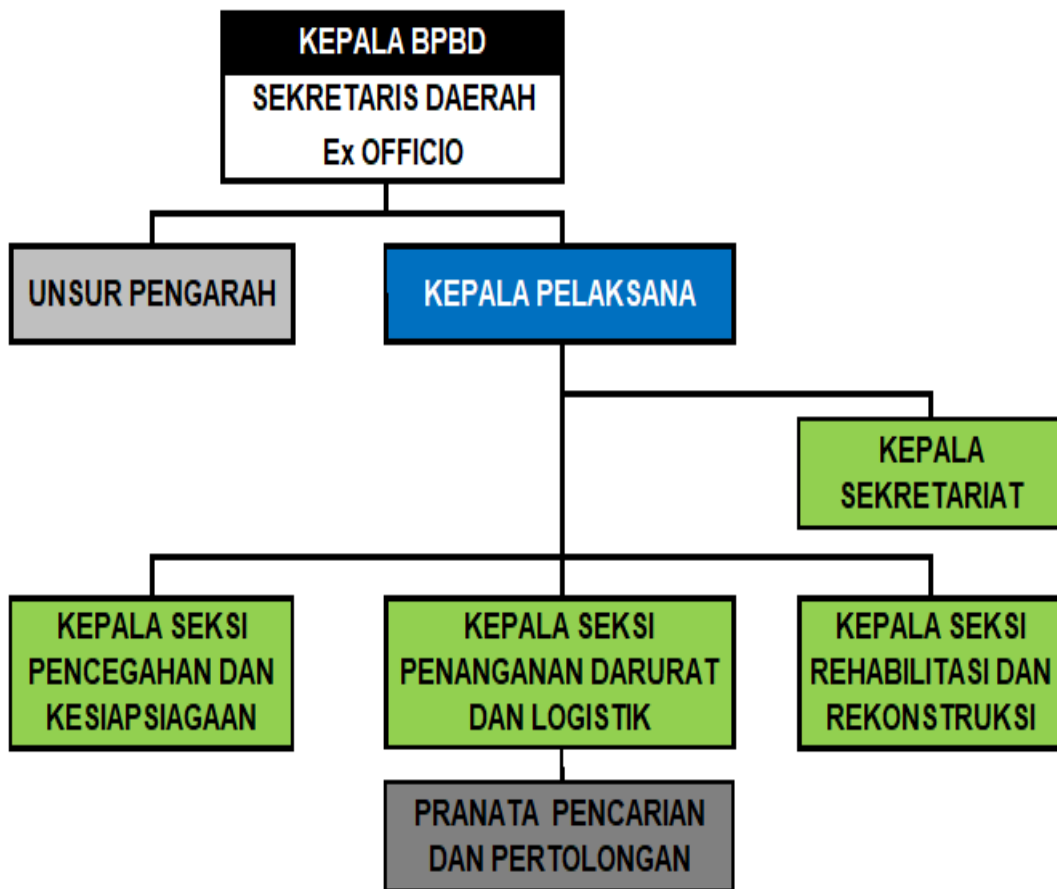 KEPALA BPBD
SEKRETARIS DAERAH
Ex OFFICIO
UNSUR PENGARAH
KEPALA PELAKSANA
KEPALA
SEKRETARIAT
KEPALA SEKSI
PENCEGAHAN DAN
KESIAPSIAGAAN
KEPALA SEKSI
PENANGANAN DARURAT
DAN LOGISTIK
KEPALA SEKSI
REHABILITASI DAN
REKONSTRUKSI
PRANATA PENCARIAN
DAN PERTOLONGAN